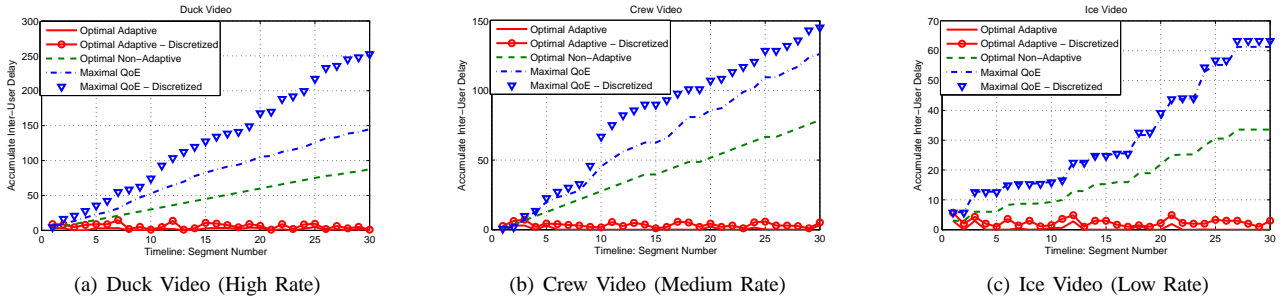 Duck Video
Accumulate Inter−User Delay
300
250
200
150
100
50
0
Optimal Adaptive
Optimal Adaptive − Discretized
Optimal Non−Adaptive
Maximal QoE
Maximal QoE − Discretized
0 5 10 15 20 25 30
Timeline: Segment Number
(a) Duck Video (High Rate)
Crew Video
Accumulate Inter−User Delay
150
100
50
0
Optimal Adaptive
Optimal Adaptive − Discretized
Optimal Non−Adaptive
Maximal QoE
Maximal QoE − Discretized
0 5 10 15 20 25 30
Timeline: Segment Number
(b) Crew Video (Medium Rate)
Ice Video
Accumulate Inter−User Delay
70
60
50
40
30
20
10
0
Optimal Adaptive
Optimal Adaptive − Discretized
Optimal Non−Adaptive
Maximal QoE
Maximal QoE − Discretized
0 5 10 15 20 25 30
Timeline: Segment Number
(c) Ice Video (Low Rate)